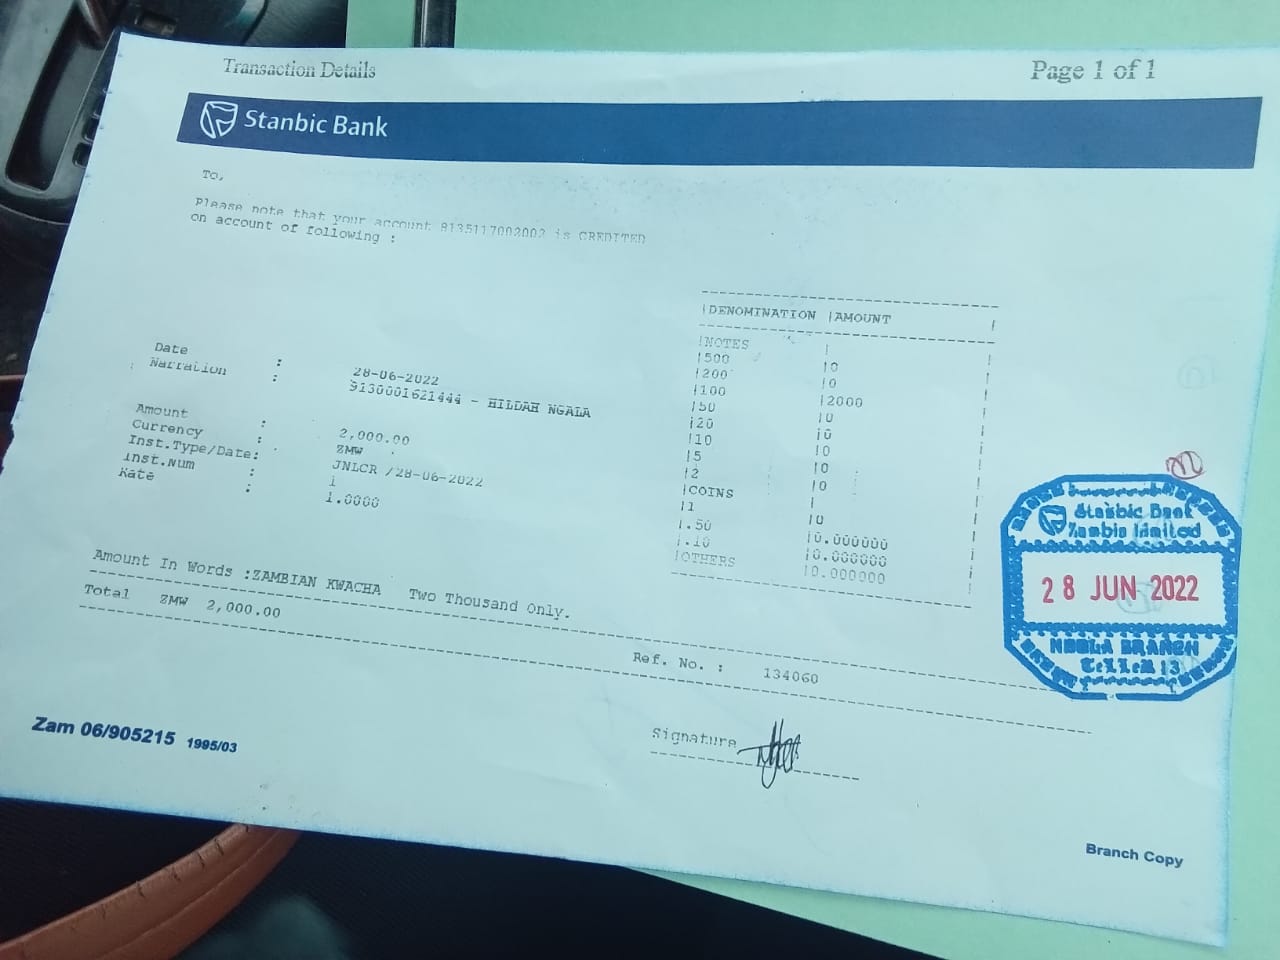 Transaction Details
Page 1 of 1
Stanbic Bank
To,
Please note that your account is CREDITED
on account of following :
Date : 28-06-2022
Narration : 9130001621444 - HILDAH NGALA
Amount : 2,000.00
Currency : ZMW
Inst.Type/Date: JNLCR /28-06-2022
Inst.Num : 1
Rate : 1.0000
|DENOMINATION |AMOUNT |
|NOTES |
|500 |0
|200 |0
|100 |2000
|50 |0
|20 |0
|10 |0
|5 |0
|2 |0
|COINS |
|1 |0
|.50 |0.000000
|.10 |0.000000
|OTHERS |0.000000
Amount In Words :ZAMBIAN KWACHA Two Thousand Only.
Total ZMW 2,000.00
Ref. No. : 134060
Signature
Zam 06/905215 1995/03
Branch Copy
Stanbic Bank
Zambia Limited
28 JUN 2022
NDOLA BRANCH
TELLER 13